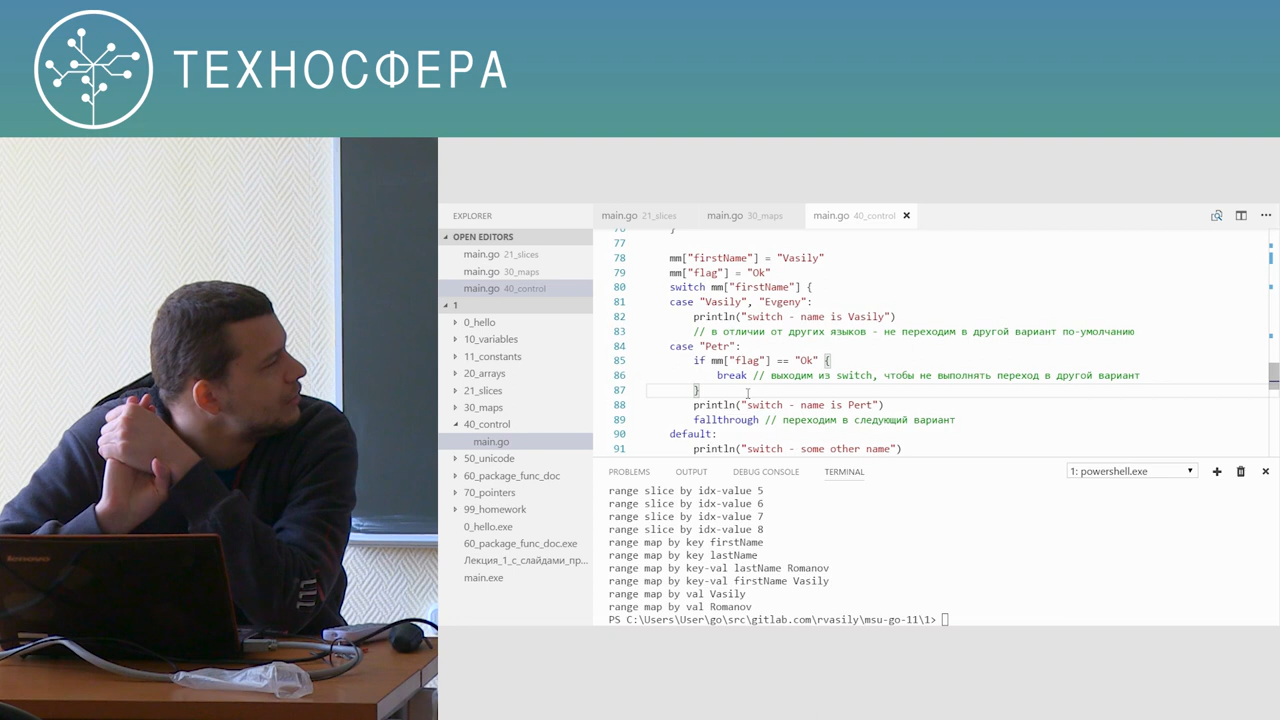 ТЕХНОСФЕРА
EXPLORER
OPEN EDITORS
main.go 21_slices
main.go 30_maps
main.go 40_control
1
0_hello
10_variables
11_constants
20_arrays
21_slices
30_maps
40_control
main.go
50_unicode
60_package_func_doc
70_pointers
99_homework
0_hello.exe
60_package_func_doc.exe
Лекция_1_с_слайдами_пр...
main.exe
main.go 21_slices main.go 30_maps main.go 40_control
77
78 mm["firstName"] = "Vasily"
79 mm["flag"] = "Ok"
80 switch mm["firstName"] {
81 case "Vasily", "Evgeny":
82 println("switch - name is Vasily")
83 // в отличии от других языков - не переходим в другой вариант по-умолчанию
84 case "Petr":
85 if mm["flag"] == "Ok" {
86 break // выходим из switch, чтобы не выполнять переход в другой вариант
87 }
88 println("switch - name is Pert")
89 fallthrough // переходим в следующий вариант
90 default:
91 println("switch - some other name")
PROBLEMS OUTPUT DEBUG CONSOLE TERMINAL 1: powershell.exe
range slice by idx-value 5
range slice by idx-value 6
range slice by idx-value 7
range slice by idx-value 8
range map by key firstName
range map by key lastName
range map by key-val lastName Romanov
range map by key-val firstName Vasily
range map by val Vasily
range map by val Romanov
PS C:\Users\User\go\src\gitlab.com\rvasily\msu-go-11\1>